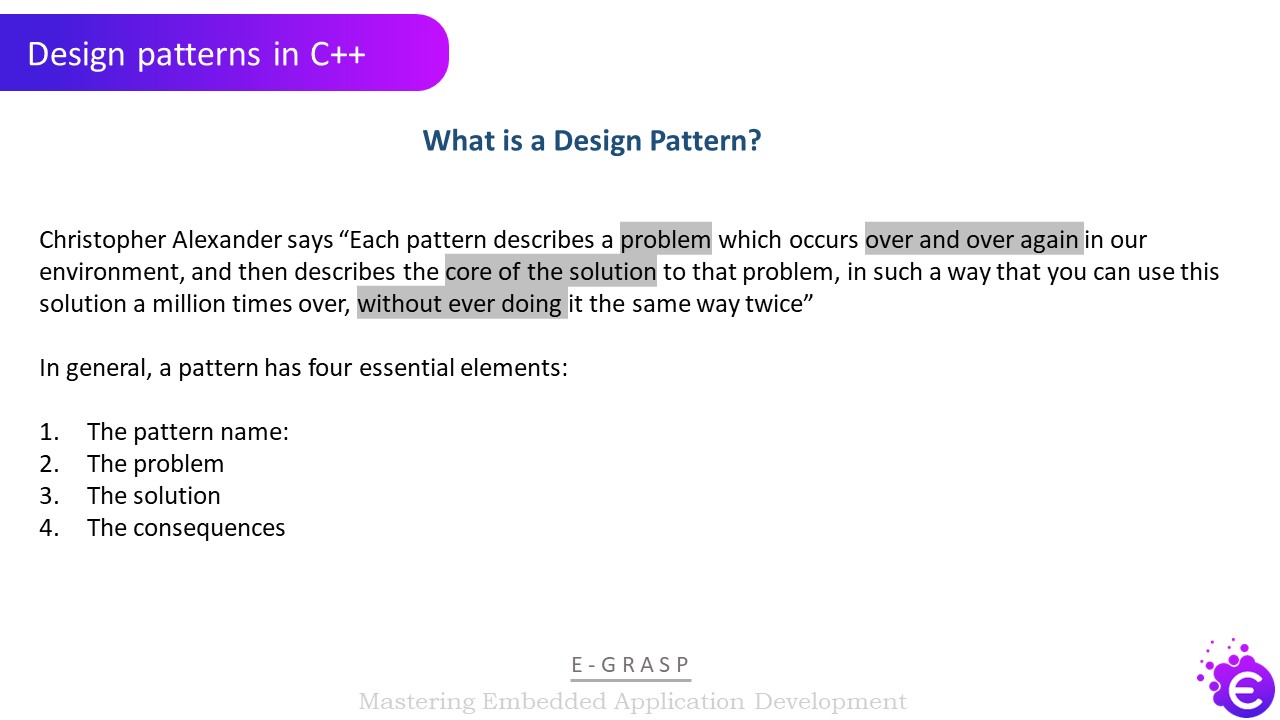 Design patterns in C++
What is a Design Pattern?
Christopher Alexander says “Each pattern describes a problem which occurs over and over again in our
environment, and then describes the core of the solution to that problem, in such a way that you can use this
solution a million times over, without ever doing it the same way twice”
In general, a pattern has four essential elements:
1. The pattern name:
2. The problem
3. The solution
4. The consequences
E-GRASP
Mastering Embedded Application Development